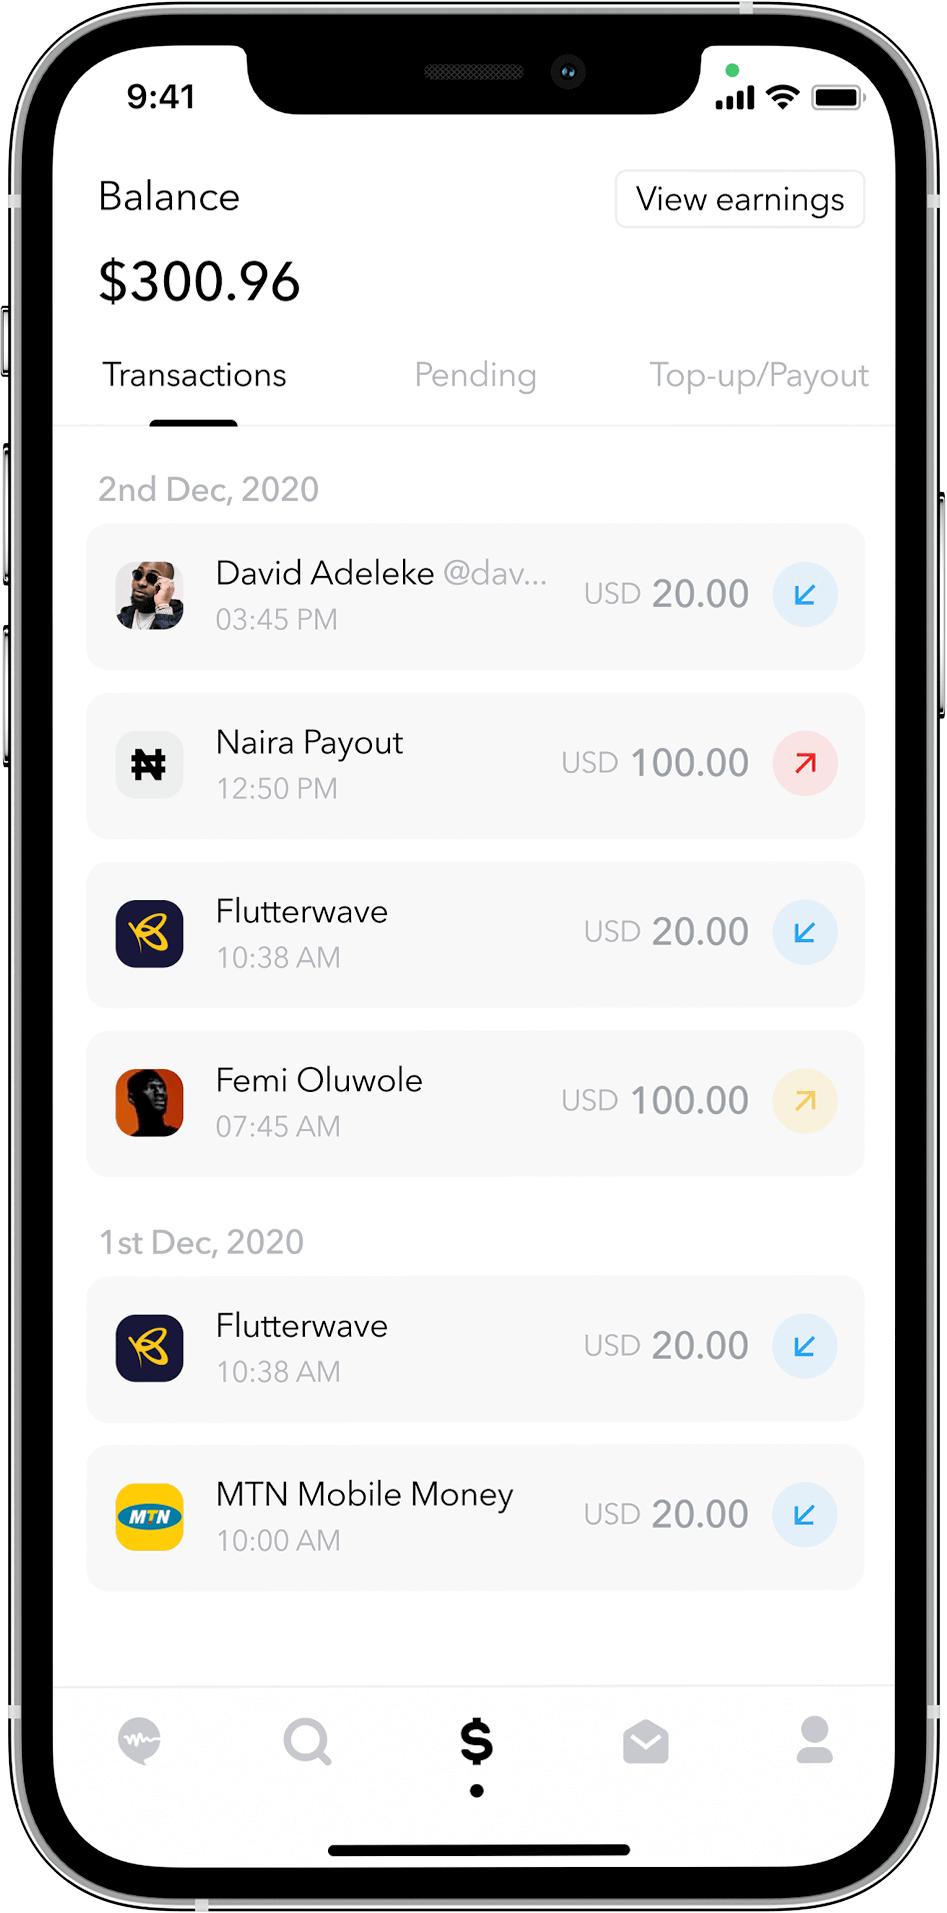 9:41
Balance
View earnings
$300.96
Transactions
Pending
Top-up/Payout
2nd Dec, 2020
David Adeleke @dav...
03:45 PM
USD 20.00
Naira Payout
12:50 PM
USD 100.00
Flutterwave
10:38 AM
USD 20.00
Femi Oluwole
07:45 AM
USD 100.00
1st Dec, 2020
Flutterwave
10:38 AM
USD 20.00
MTN
MTN Mobile Money
10:00 AM
USD 20.00
$